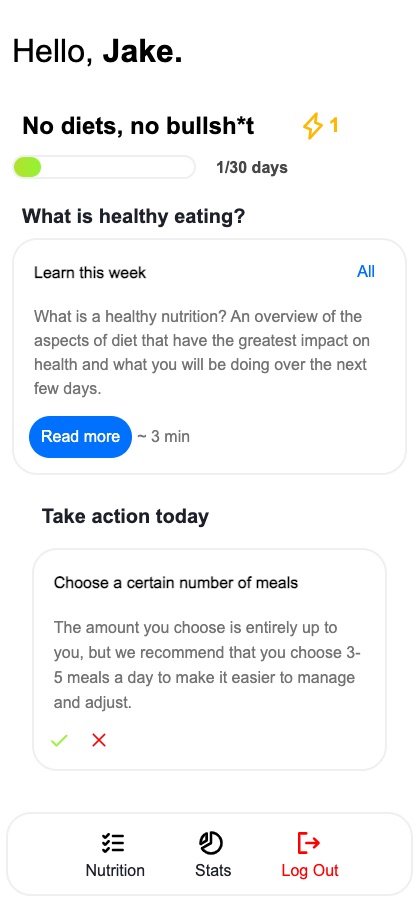 Hello, Jake.
No diets, no bullsh*t
1
1/30 days
What is healthy eating?
Learn this week
All
What is a healthy nutrition? An overview of the
aspects of diet that have the greatest impact on
health and what you will be doing over the next
few days.
Read more
~ 3 min
Take action today
Choose a certain number of meals
The amount you choose is entirely up to
you, but we recommend that you choose 3-
5 meals a day to make it easier to manage
and adjust.
Nutrition
Stats
Log Out